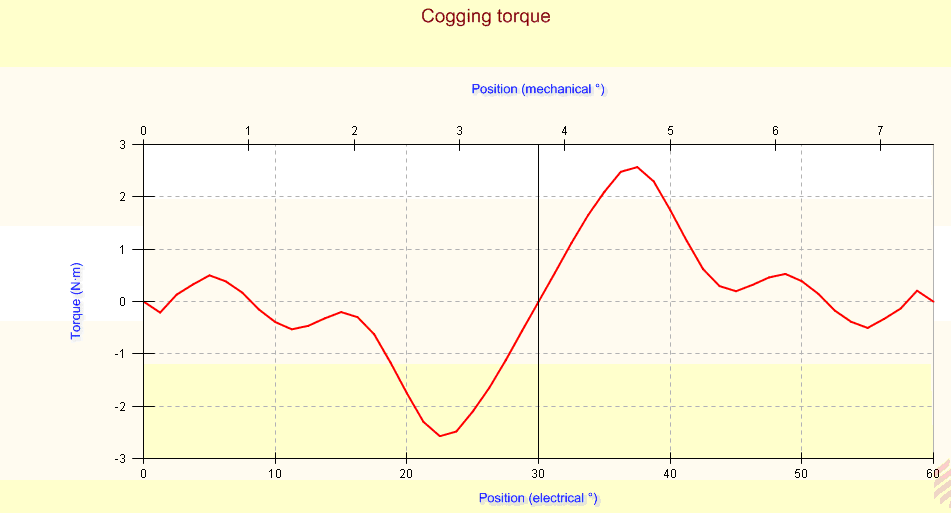 Cogging torque
Position (mechanical °)
0 1 2 3 4 5 6 7
3
2
1
0
-1
-2
-3
Torque (N·m)
0 10 20 30 40 50 60
Position (electrical °)